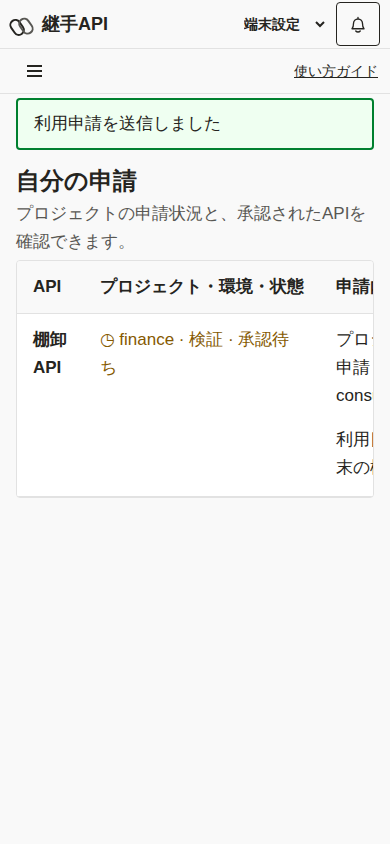 継手API
端末設定
使い方ガイド
利用申請を送信しました
自分の申請
プロジェクトの申請状況と、承認されたAPIを
確認できます。
API プロジェクト・環境・状態
棚卸 finance · 検証 · 承認待 プロ
API ち 申請
cons
利用
末の